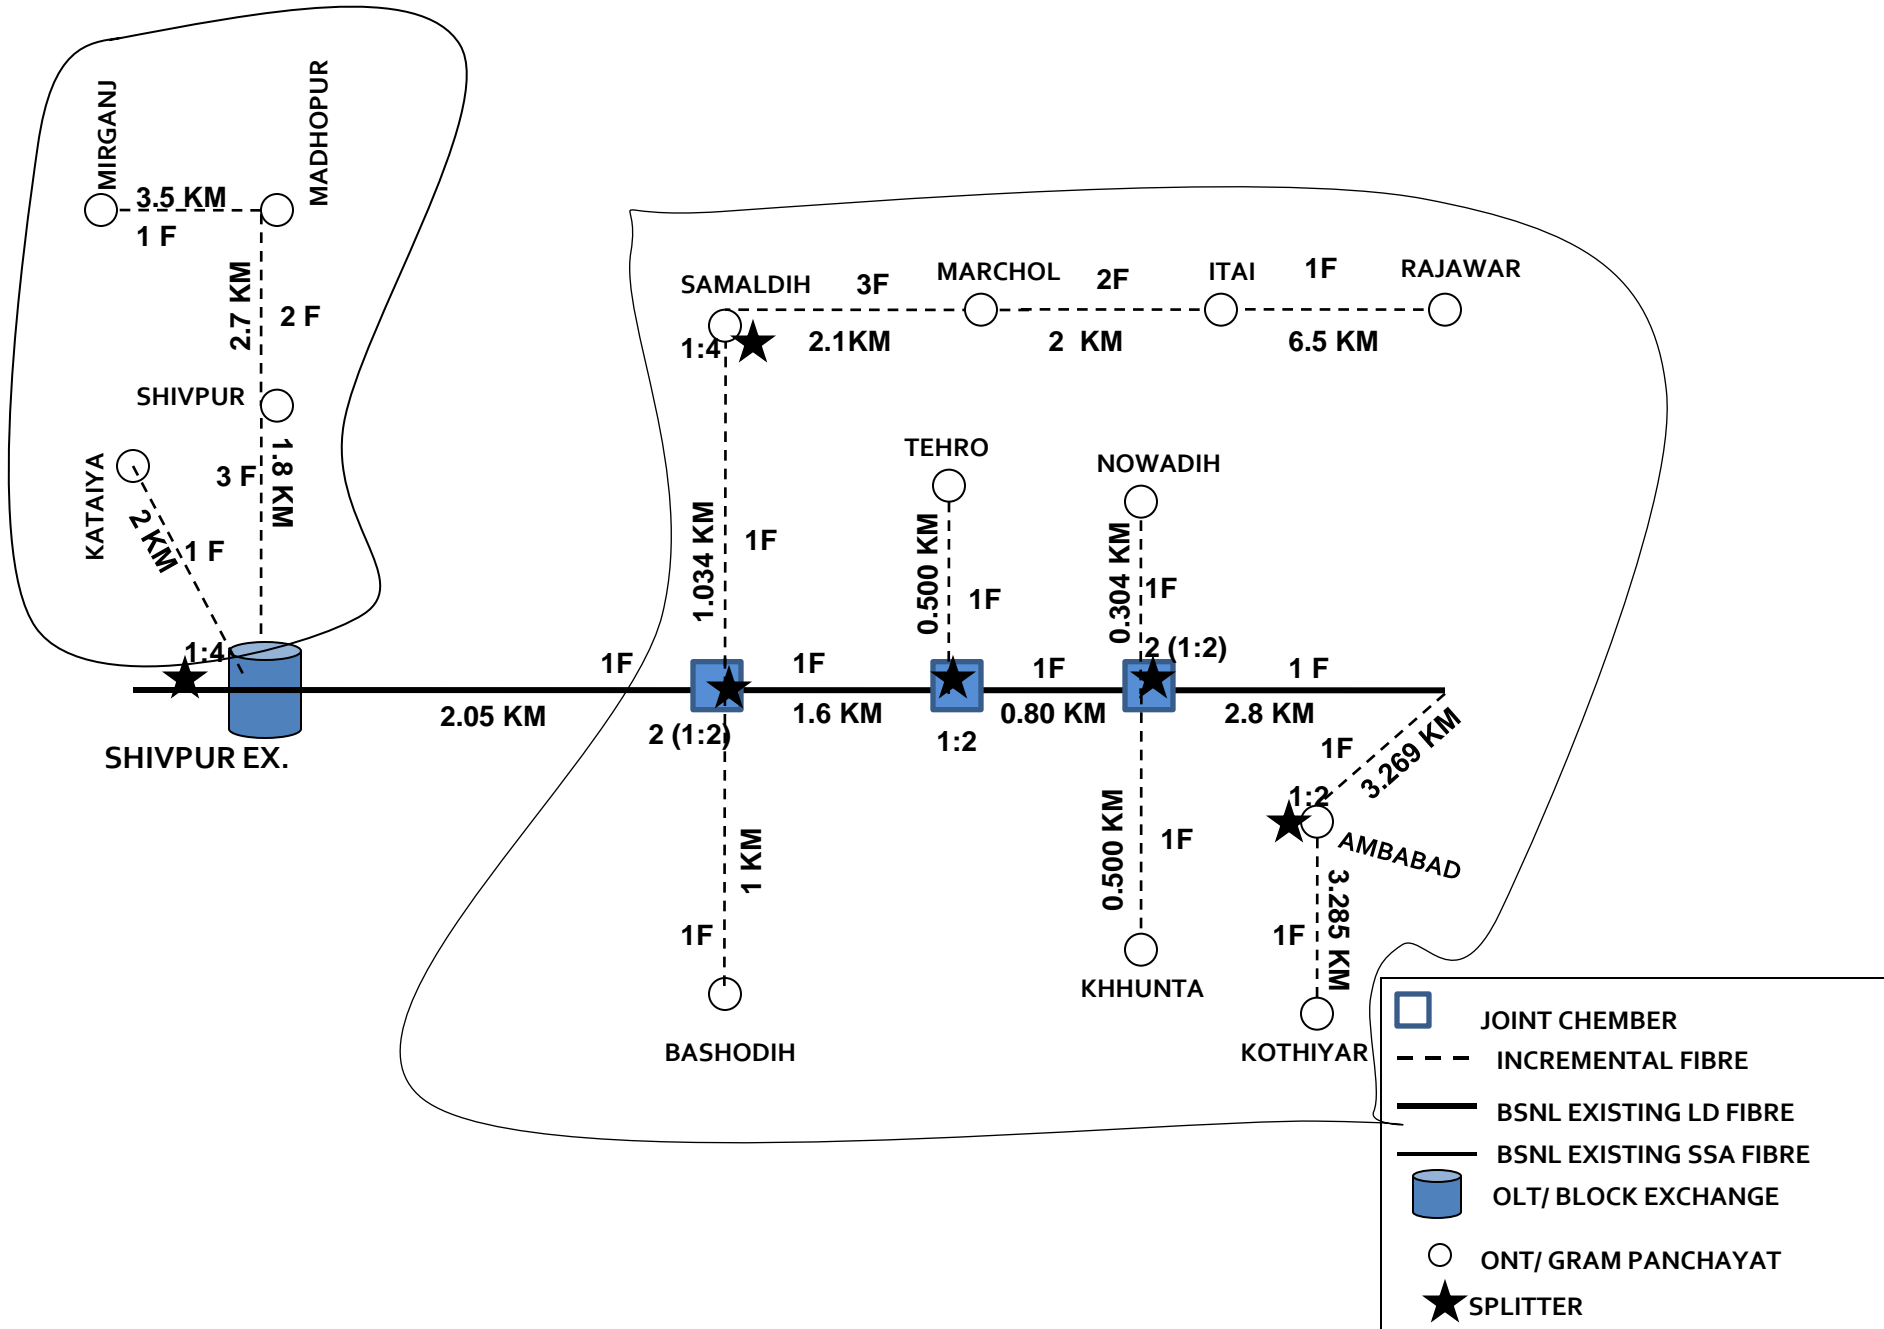 MIRGANJ
MADHOPUR
3.5 KM
1 F
2.7 KM
2 F
SHIVPUR
KATAIYA
3 F
1.8 KM
2 KM
1 F
1:4
SHIVPUR EX.
SAMALDIH
3F
MARCHOL
2F
ITAI
1F
RAJAWAR
1:4
2.1KM
2 KM
6.5 KM
TEHRO
NOWADIH
1.034 KM
1F
0.500 KM
1F
0.304 KM
1F
2 (1:2)
1F
1F
1F
1 F
2.05 KM
2 (1:2)
1.6 KM
1:2
0.80 KM
2.8 KM
1F
3.269 KM
1:2
AMBABAD
1 KM
1F
0.500 KM
1F
3.285 KM
1F
BASHODIH
KHHUNTA
KOTHIYAR
JOINT CHEMBER
INCREMENTAL FIBRE
BSNL EXISTING LD FIBRE
BSNL EXISTING SSA FIBRE
OLT/ BLOCK EXCHANGE
ONT/ GRAM PANCHAYAT
SPLITTER